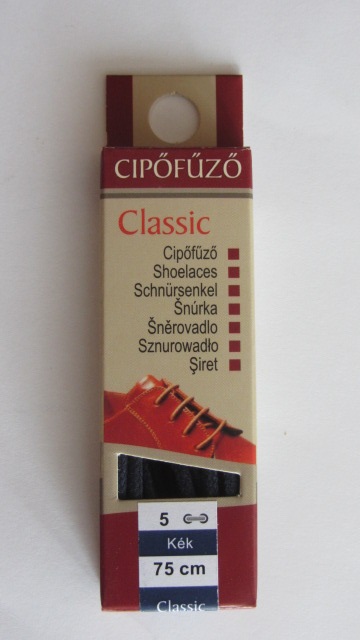 CIPŐFŰZŐ
Classic
Cipőfűző
Shoelaces
Schnürsenkel
Šnúrka
Šněrovadlo
Sznurowadło
Şiret
5
Kék
75 cm
Classic